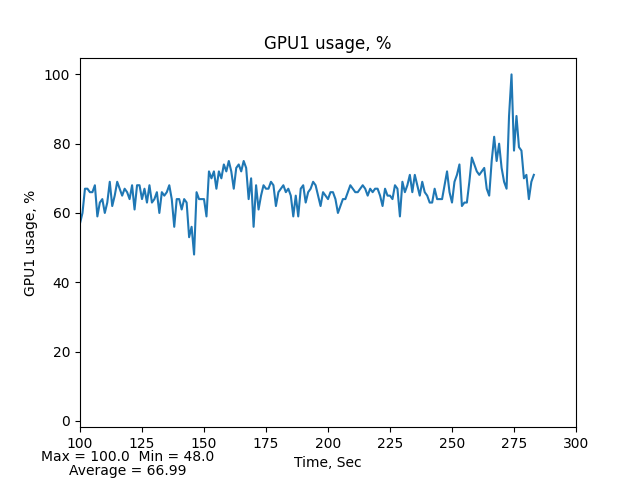 GPU1 usage, %
100
80
60
40
20
0
GPU1 usage, %
100 125 150 175 200 225 250 275 300
Time, Sec
Max = 100.0  Min = 48.0
Average = 66.99